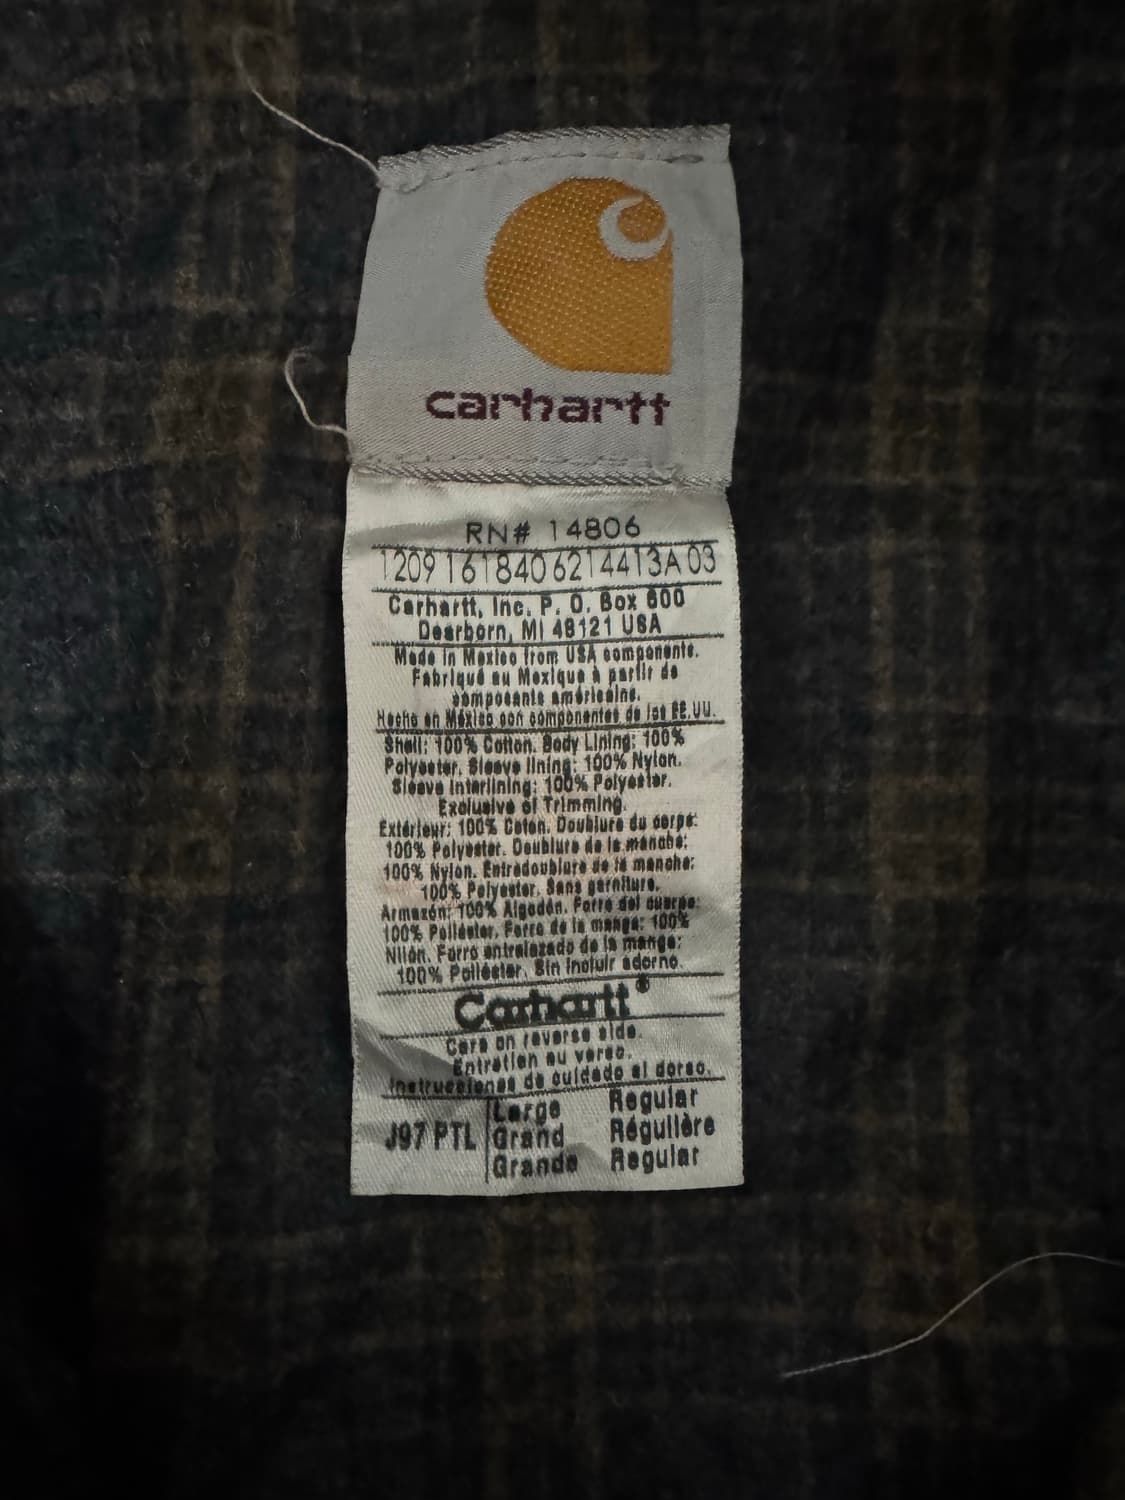 carhartt
RN# 14806
1209 161840 6214413A 03
Carhartt, Inc. P. O. Box 600
Dearborn, MI 48121 USA
Made in Mexico from USA components.
Fabriqué au Mexique à partir de
composants américains.
Hecho en México con componentes de los EE.UU.
Shell: 100% Cotton. Body Lining: 100%
Polyester. Sleeve lining: 100% Nylon.
Sleeve Interlining: 100% Polyester.
Exclusive of Trimming.
Extérieur: 100% Coton. Doublure du corps:
100% Polyester. Doublure de la manche:
100% Nylon. Entredoublure de la manche:
100% Polyester. Sans garniture.
Armazón: 100% Algodón. Forro del cuerpo:
100% Poliéster. Forro de la manga: 100%
Nilón. Forro entrelazado de la manga:
100% Poliéster. Sin incluir adorno.
Carhartt®
Care on reverse side.
Entretien au verso.
Instrucciones de cuidado al dorso.
J97 PTL Large Regular
Grand Régulière
Grande Regular